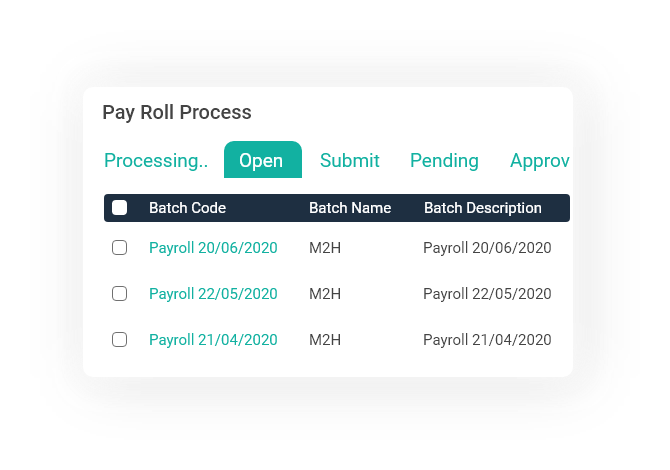 Pay Roll Process
Processing.. Open Submit Pending Approv
Batch Code Batch Name Batch Description
Payroll 20/06/2020 M2H Payroll 20/06/2020
Payroll 22/05/2020 M2H Payroll 22/05/2020
Payroll 21/04/2020 M2H Payroll 21/04/2020